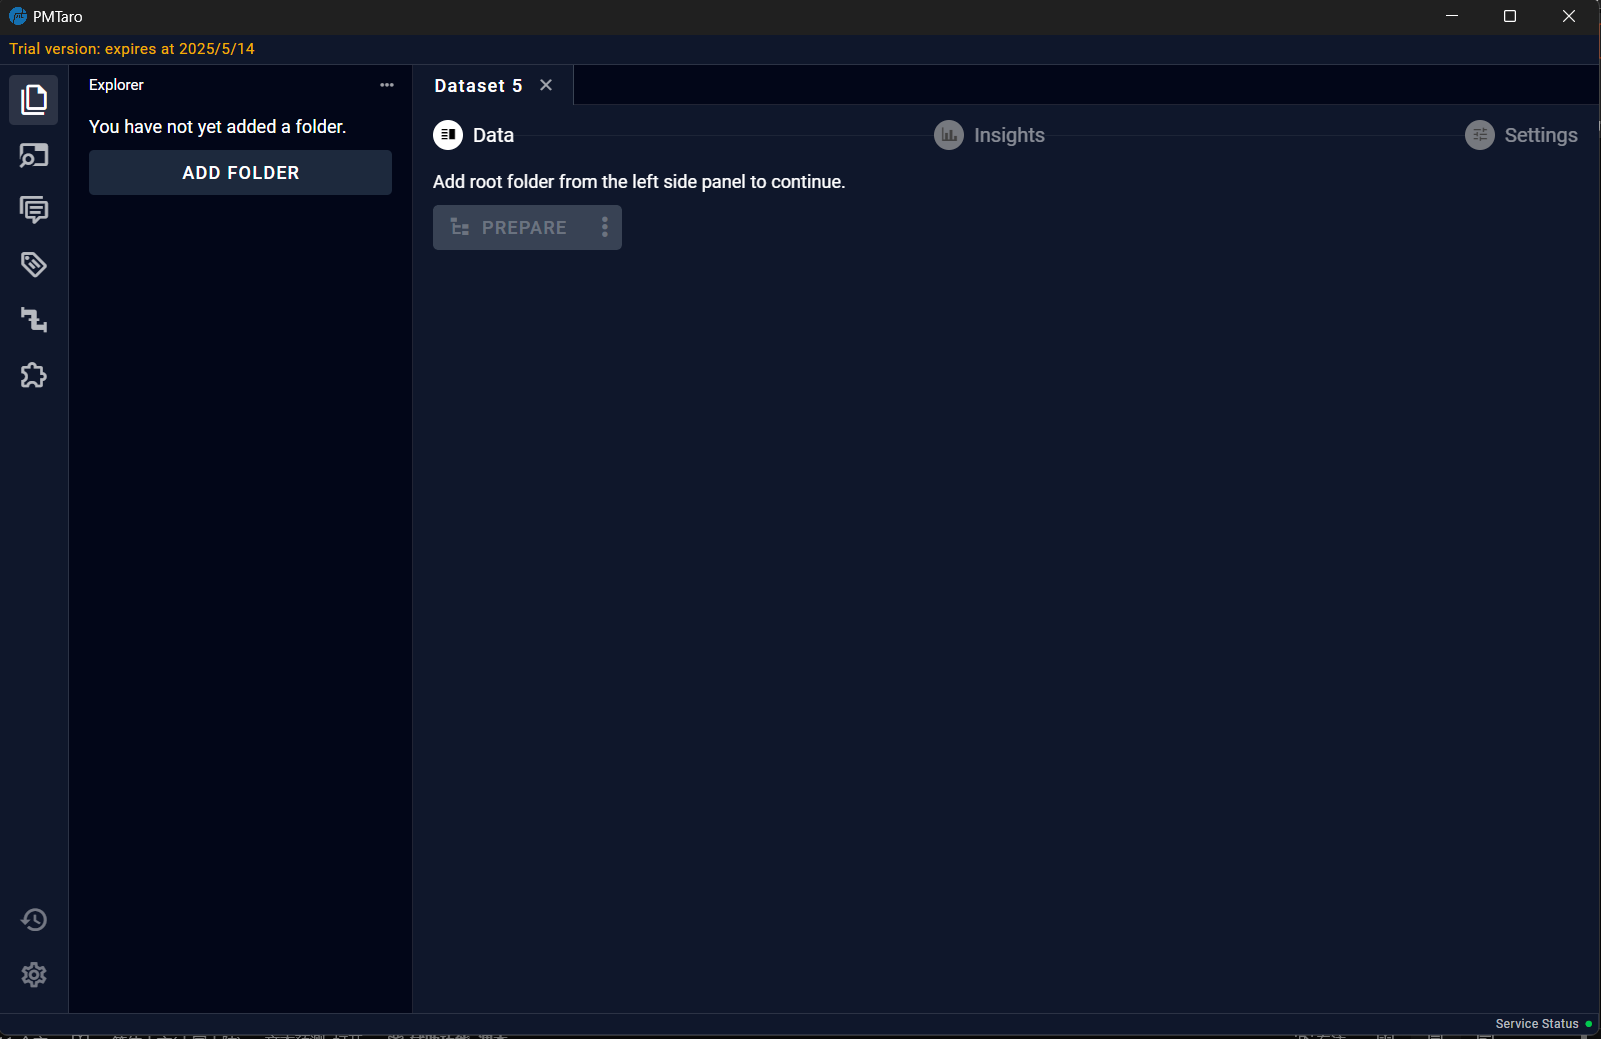 PMTaro
Trial version: expires at 2025/5/14
Explorer
You have not yet added a folder.
ADD FOLDER
Dataset 5
Data
Insights
Settings
Add root folder from the left side panel to continue.
PREPARE
Service Status